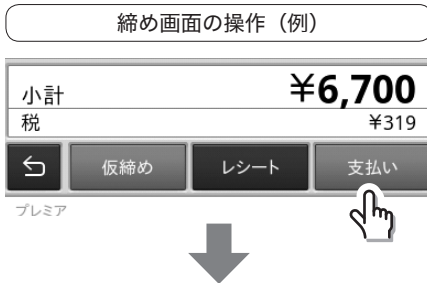 締め画面の操作（例）
小計 ¥6,700
税 ¥319
仮締め レシート 支払い
プレミア